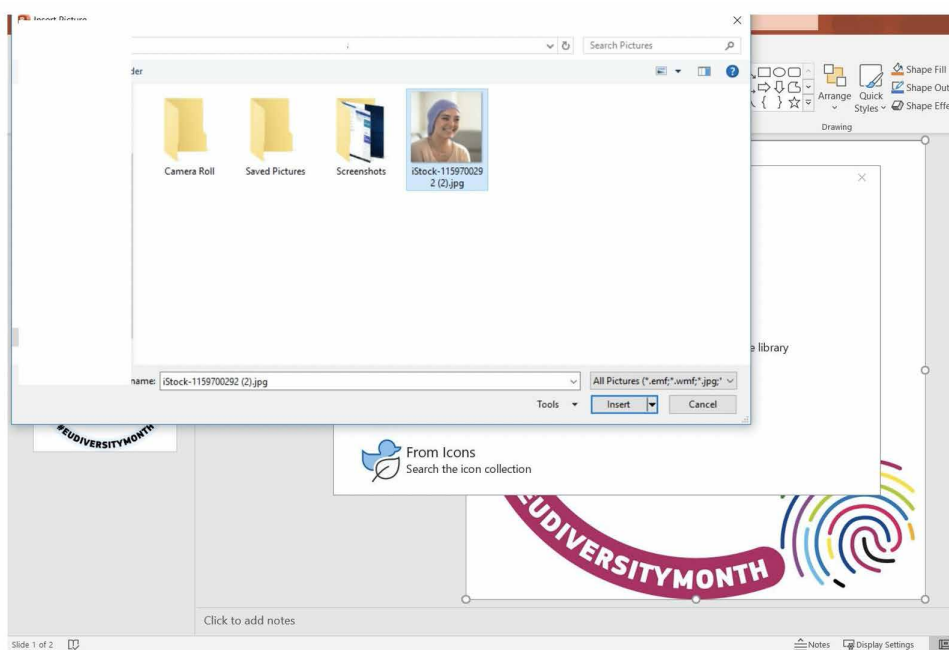 Insert Picture
Search Pictures
der
Camera Roll
Saved Pictures
Screenshots
iStock-115970029
2 (2).jpg
name:
iStock-1159700292 (2).jpg
All Pictures (*.emf;*.wmf;*.jpg;*
Tools
Insert
Cancel
Arrange
Quick
Styles
Shape Fill
Shape Out
Shape Effe
Drawing
e library
From Icons
Search the icon collection
#EUDIVERSITYMONTH
EUDIVERSITYMONTH
Click to add notes
Slide 1 of 2
Notes
Display Settings